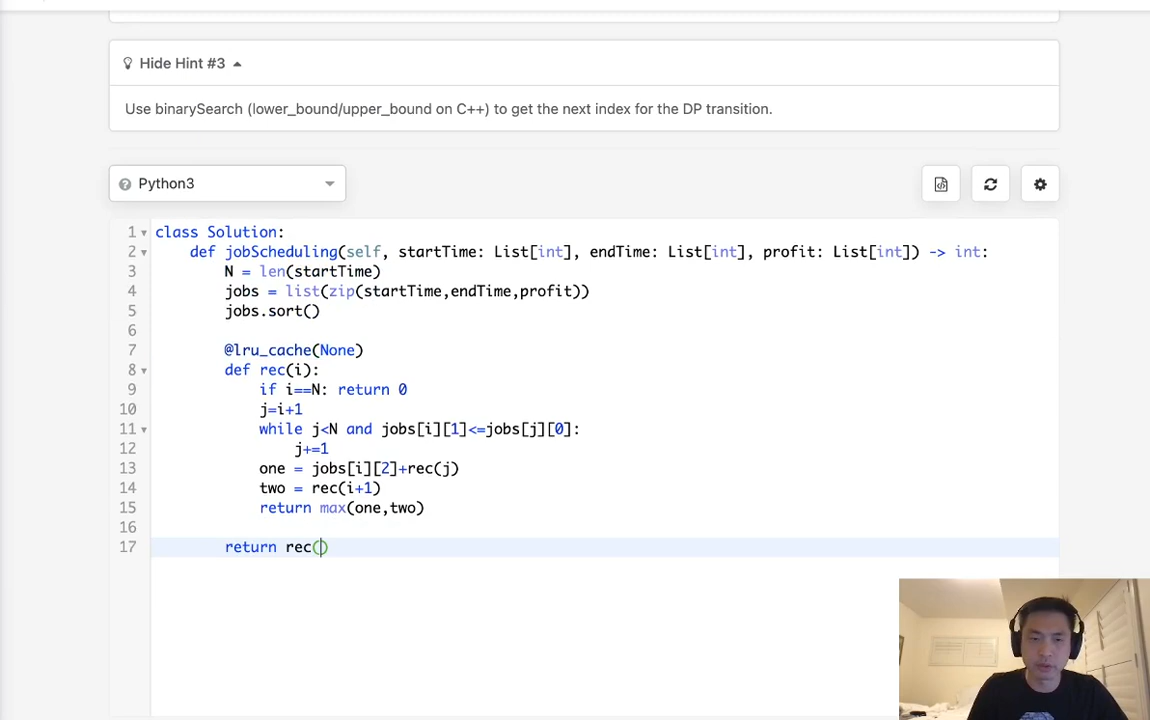 Hide Hint #3
Use binarySearch (lower_bound/upper_bound on C++) to get the next index for the DP transition.
Python3
1 class Solution:
2 def jobScheduling(self, startTime: List[int], endTime: List[int], profit: List[int]) -> int:
3 N = len(startTime)
4 jobs = list(zip(startTime,endTime,profit))
5 jobs.sort()
6
7 @lru_cache(None)
8 def rec(i):
9 if i==N: return 0
10 j=i+1
11 while j<N and jobs[i][1]<=jobs[j][0]:
12 j+=1
13 one = jobs[i][2]+rec(j)
14 two = rec(i+1)
15 return max(one,two)
16
17 return rec()